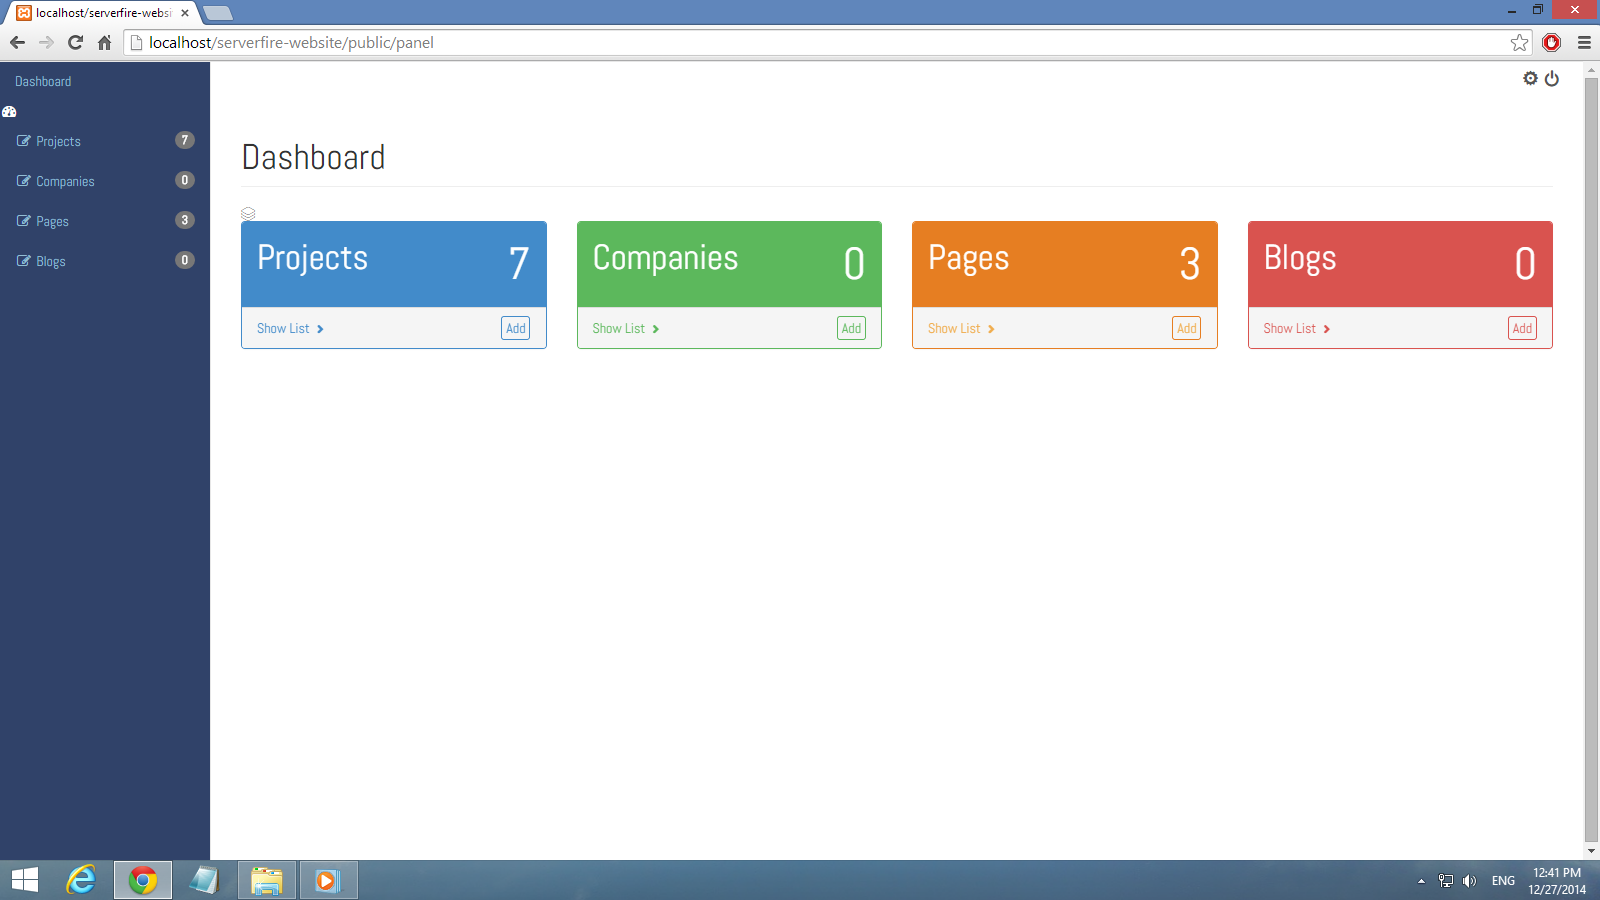 localhost/serverfire-websi
localhost/serverfire-website/public/panel
Dashboard
Projects 7
Companies 0
Pages 3
Blogs 0
Dashboard
Projects 7
Show List Add
Companies 0
Show List Add
Pages 3
Show List Add
Blogs 0
Show List Add
ENG
12:41 PM
12/27/2014